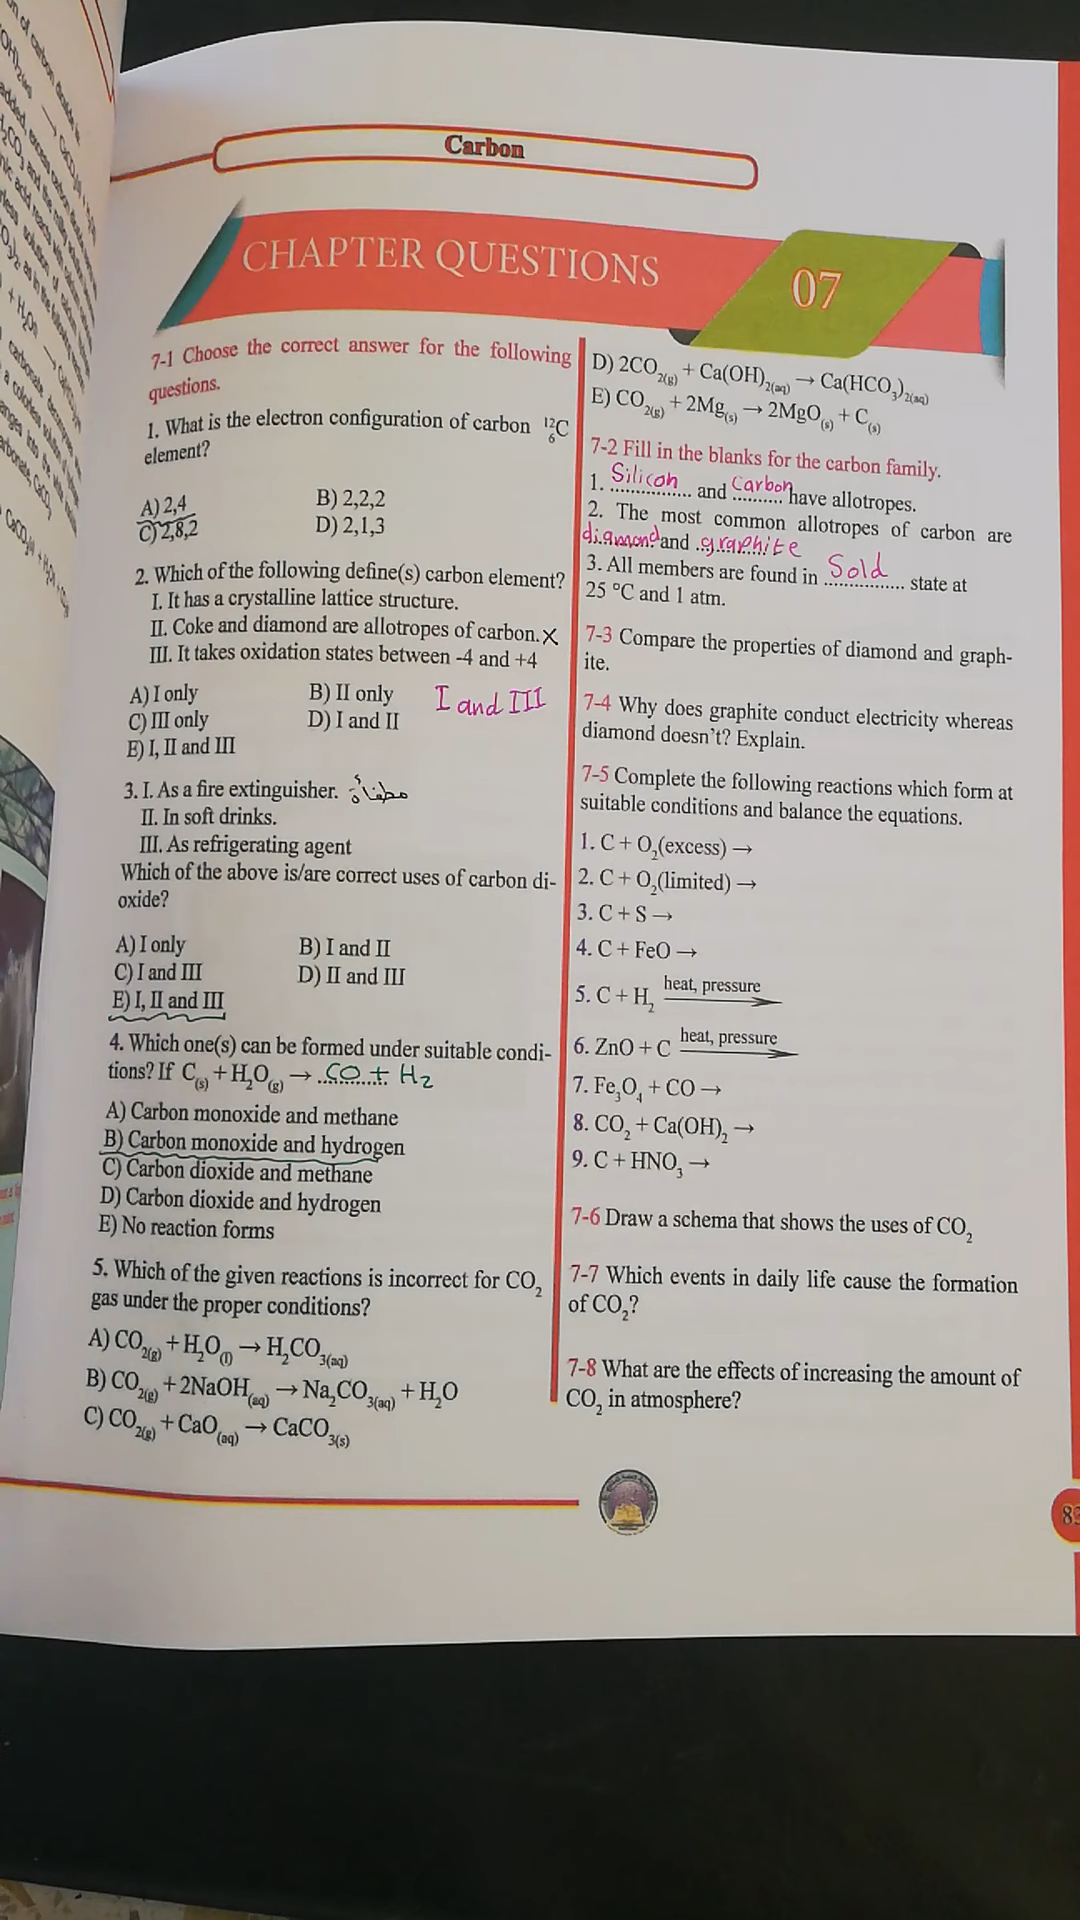 Carbon
CHAPTER QUESTIONS
07
7-1 Choose the correct answer for the following
questions.
1. What is the electron configuration of carbon ¹²₆C
element?
A) 2,4 B) 2,2,2
C) 2,8,2 D) 2,1,3
2. Which of the following define(s) carbon element?
I. It has a crystalline lattice structure.
II. Coke and diamond are allotropes of carbon. X
III. It takes oxidation states between -4 and +4
A) I only B) II only I and III
C) III only D) I and II
E) I, II and III
3. I. As a fire extinguisher. مطفأة
II. In soft drinks.
III. As refrigerating agent
Which of the above is/are correct uses of carbon di-
oxide?
A) I only B) I and II
C) I and III D) II and III
E) I, II and III
4. Which one(s) can be formed under suitable condi-
tions? If C(s) + H₂O(g) → CO + H₂
A) Carbon monoxide and methane
B) Carbon monoxide and hydrogen
C) Carbon dioxide and methane
D) Carbon dioxide and hydrogen
E) No reaction forms
5. Which of the given reactions is incorrect for CO₂
gas under the proper conditions?
A) CO₂(g) + H₂O(l) → H₂CO₃(aq)
B) CO₂(g) + 2NaOH(aq) → Na₂CO₃(aq) + H₂O
C) CO₂(g) + CaO(aq) → CaCO₃(s)
D) 2CO₂(g) + Ca(OH)₂(aq) → Ca(HCO₃)₂(aq)
E) CO₂(g) + 2Mg(s) → 2MgO(s) + C(s)
7-2 Fill in the blanks for the carbon family.
1. Silicon and Carbon have allotropes.
2. The most common allotropes of carbon are
diamond and graphite
3. All members are found in Sold state at
25 °C and 1 atm.
7-3 Compare the properties of diamond and graph-
ite.
7-4 Why does graphite conduct electricity whereas
diamond doesn't? Explain.
7-5 Complete the following reactions which form at
suitable conditions and balance the equations.
1. C + O₂(excess) →
2. C + O₂(limited) →
3. C + S →
4. C + FeO →
5. C + H₂ heat, pressure →
6. ZnO + C heat, pressure →
7. Fe₃O₄ + CO →
8. CO₂ + Ca(OH)₂ →
9. C + HNO₃ →
7-6 Draw a schema that shows the uses of CO₂
7-7 Which events in daily life cause the formation
of CO₂?
7-8 What are the effects of increasing the amount of
CO₂ in atmosphere?